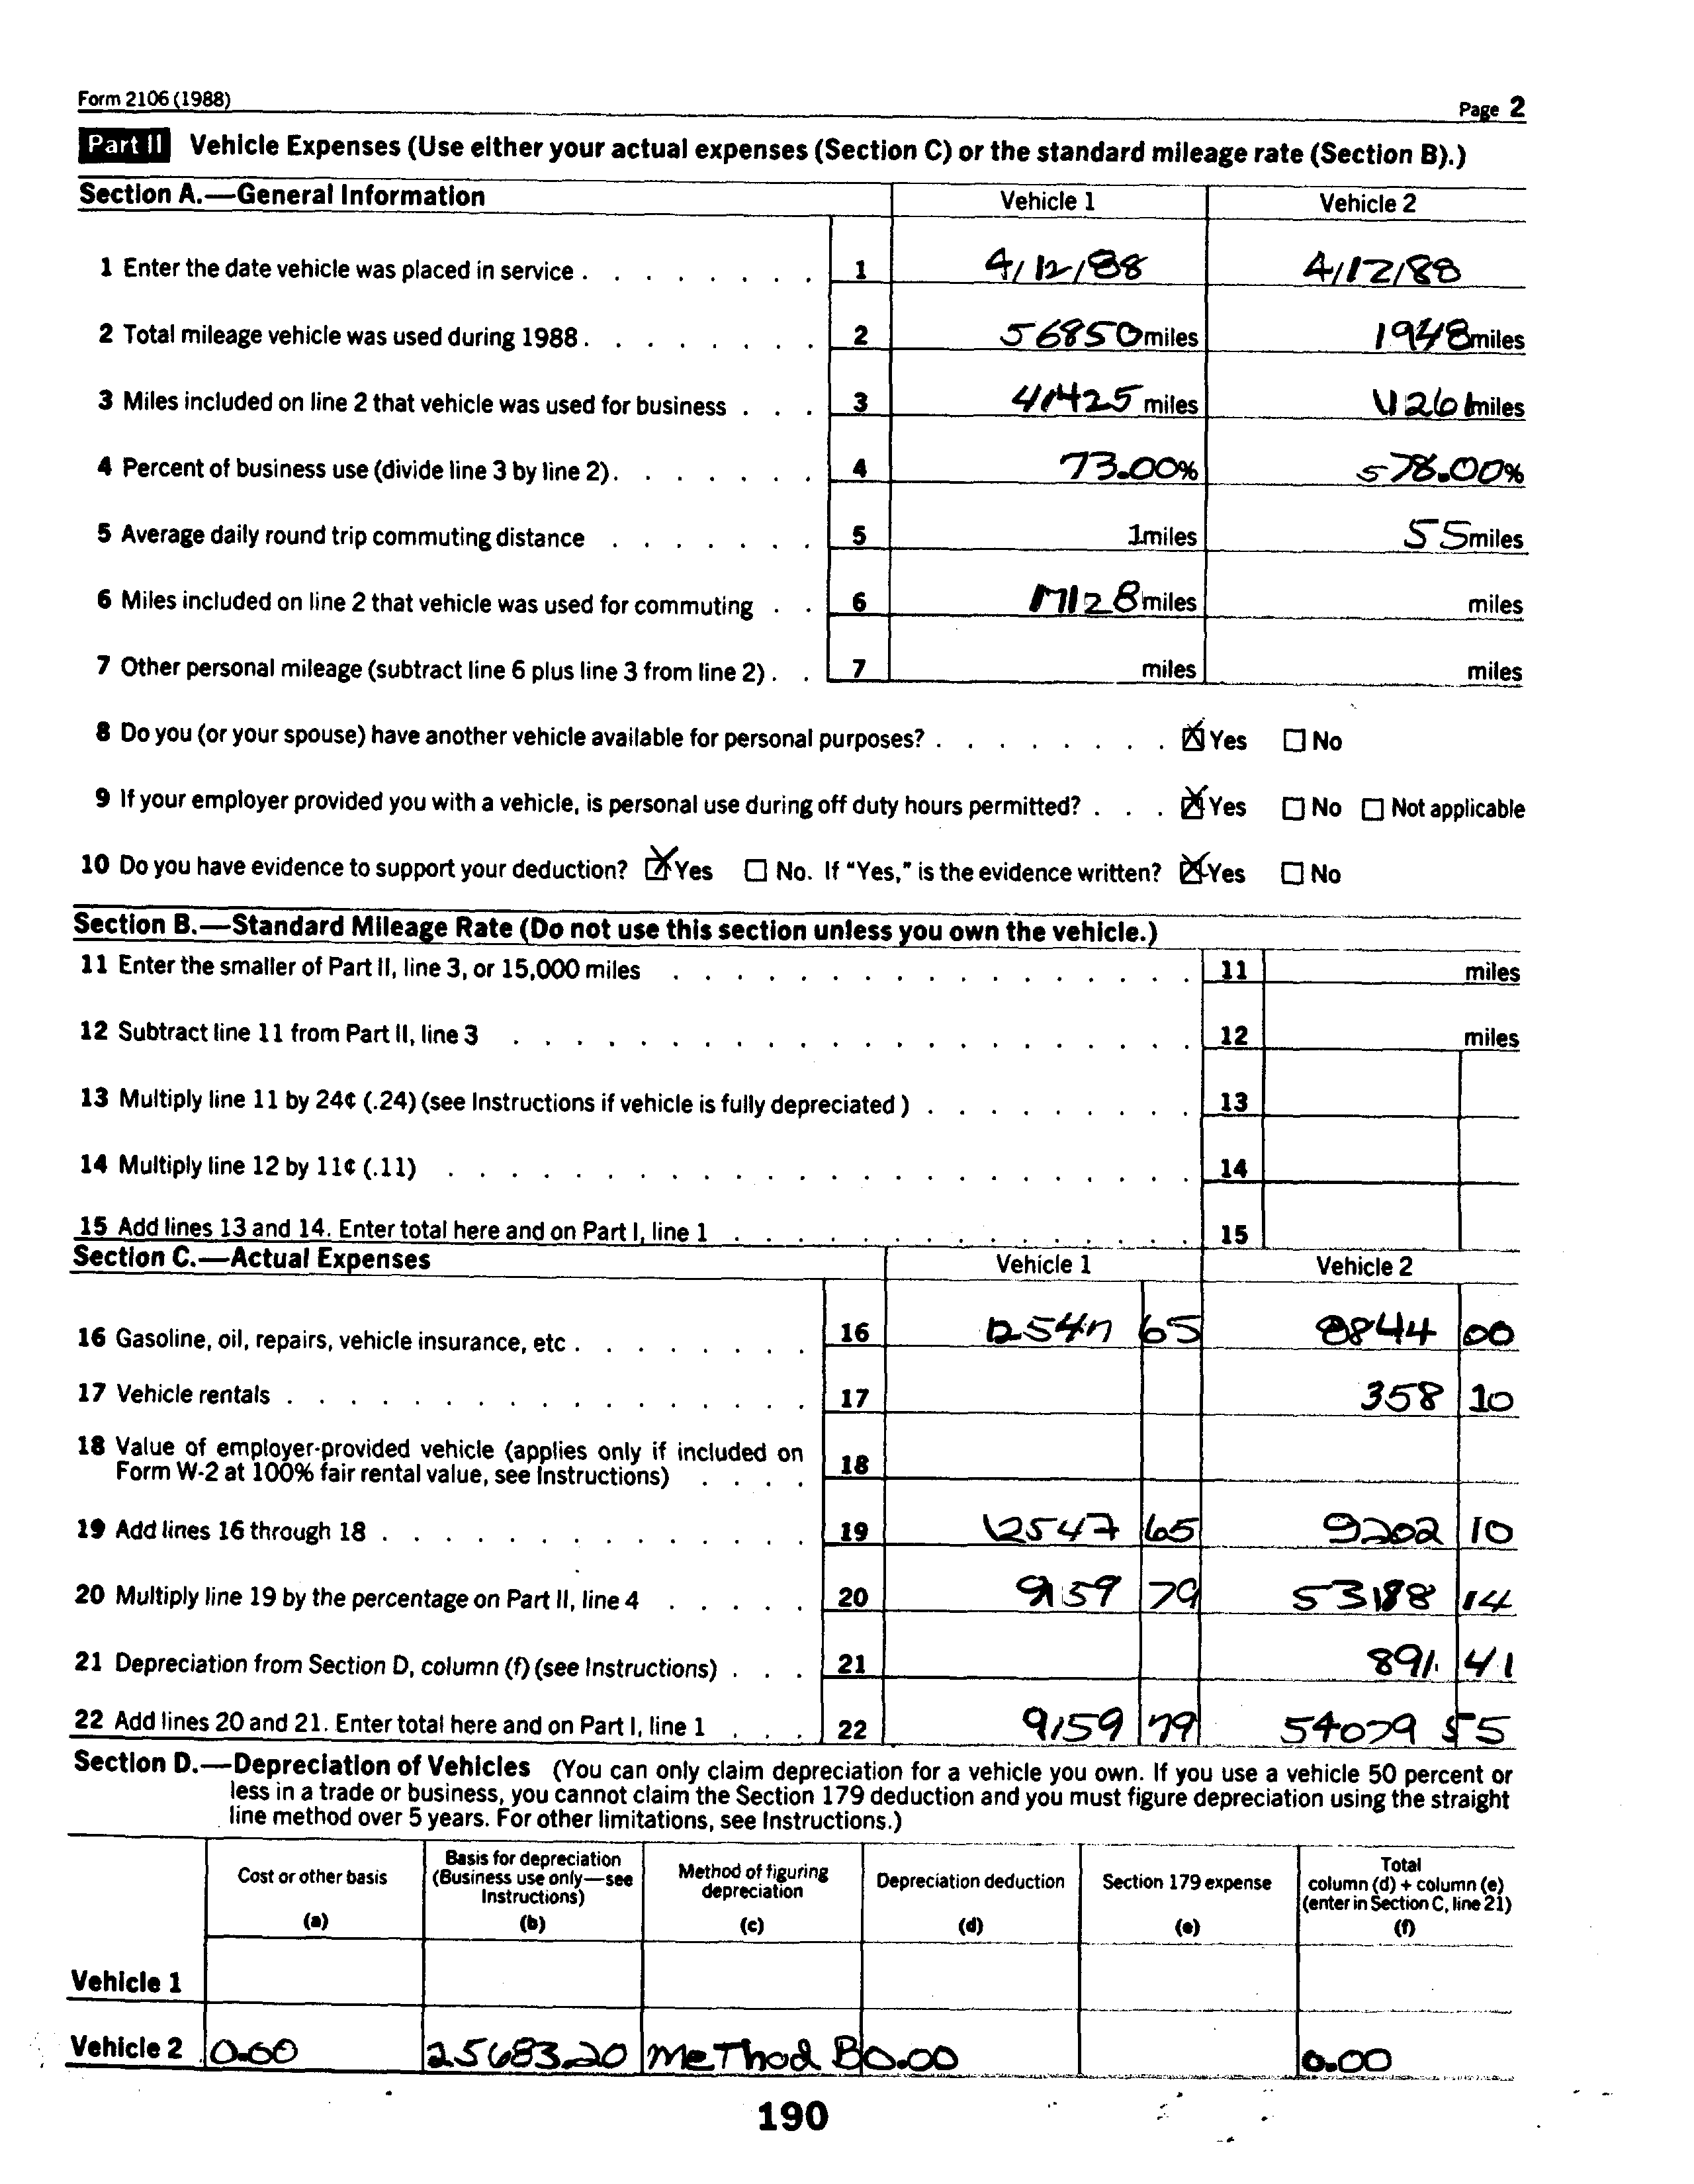 Form 2106 (1988)
Page 2
Part II Vehicle Expenses (Use either your actual expenses (Section C) or the standard mileage rate (Section B).)
Section A.—General Information Vehicle 1 Vehicle 2
1 Enter the date vehicle was placed in service . . . . . . . . 1 4/12/88 4/12/88
2 Total mileage vehicle was used during 1988 . . . . . . . . 2 56850 miles 1948 miles
3 Miles included on line 2 that vehicle was used for business . . . 3 41425 miles 11261 miles
4 Percent of business use (divide line 3 by line 2) . . . . . . . 4 73.00% 578.00%
5 Average daily round trip commuting distance . . . . . . . 5 1 miles 55 miles
6 Miles included on line 2 that vehicle was used for commuting . . 6 17128 miles miles
7 Other personal mileage (subtract line 6 plus line 3 from line 2) . . 7 miles miles
8 Do you (or your spouse) have another vehicle available for personal purposes? . . . . . . . . ☒ Yes ☐ No
9 If your employer provided you with a vehicle, is personal use during off duty hours permitted? . . . ☒ Yes ☐ No ☐ Not applicable
10 Do you have evidence to support your deduction? ☒ Yes ☐ No. If "Yes," is the evidence written? ☒ Yes ☐ No
Section B.—Standard Mileage Rate (Do not use this section unless you own the vehicle.)
11 Enter the smaller of Part II, line 3, or 15,000 miles . . . . . . . . . . . . . . . 11 miles
12 Subtract line 11 from Part II, line 3 . . . . . . . . . . . . . . . . . . . 12 miles
13 Multiply line 11 by 24¢ (.24) (see Instructions if vehicle is fully depreciated ) . . . . . . . . . 13
14 Multiply line 12 by 11¢ (.11) . . . . . . . . . . . . . . . . . . . . 14
15 Add lines 13 and 14. Enter total here and on Part I, line 1 . . . . . . . . . . . . . 15
Section C.—Actual Expenses Vehicle 1 Vehicle 2
16 Gasoline, oil, repairs, vehicle insurance, etc . . . . . . . . 16 12547 65 8844 00
17 Vehicle rentals . . . . . . . . . . . . . . . . . 17 358 10
18 Value of employer-provided vehicle (applies only if included on
Form W-2 at 100% fair rental value, see Instructions) . . . . 18
19 Add lines 16 through 18 . . . . . . . . . . . . . . 19 12547 65 9202 10
20 Multiply line 19 by the percentage on Part II, line 4 . . . . . 20 9159 79 53188 14
21 Depreciation from Section D, column (f) (see Instructions) . . . 21 891 41
22 Add lines 20 and 21. Enter total here and on Part I, line 1 . . . 22 9159 79 54079 55
Section D.—Depreciation of Vehicles (You can only claim depreciation for a vehicle you own. If you use a vehicle 50 percent or
less in a trade or business, you cannot claim the Section 179 deduction and you must figure depreciation using the straight
line method over 5 years. For other limitations, see Instructions.)
Cost or other basis (a)
Basis for depreciation (Business use only—see Instructions) (b)
Method of figuring depreciation (c)
Depreciation deduction (d)
Section 179 expense (e)
Total column (d) + column (e) (enter in Section C, line 21) (f)
Vehicle 1
Vehicle 2 0.00 25683.20 MeThod B 0.00 0.00
190